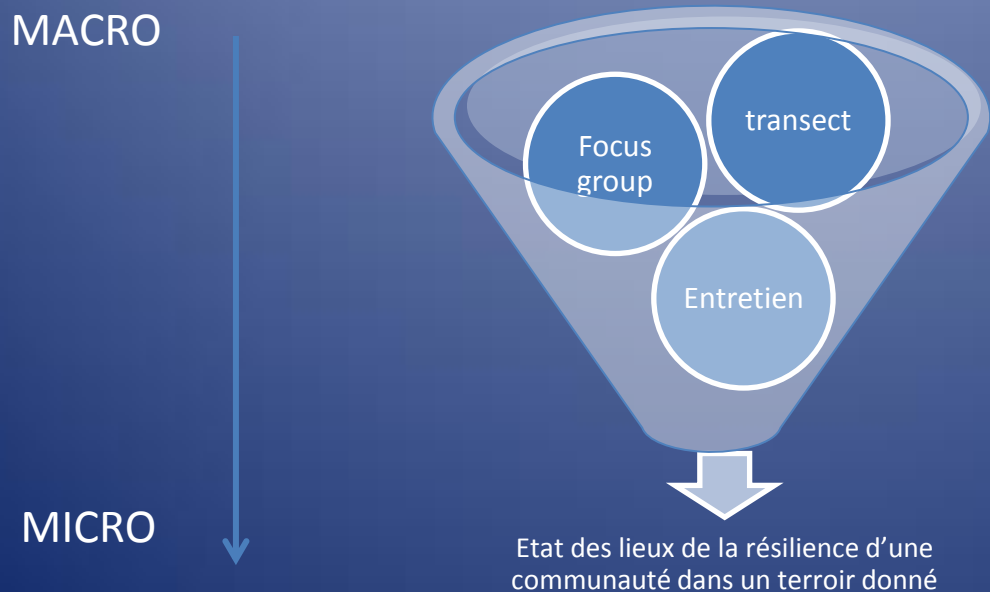 MACRO
transect
Focus
group
Entretien
MICRO
Etat des lieux de la résilience d’une
communauté dans un terroir donné